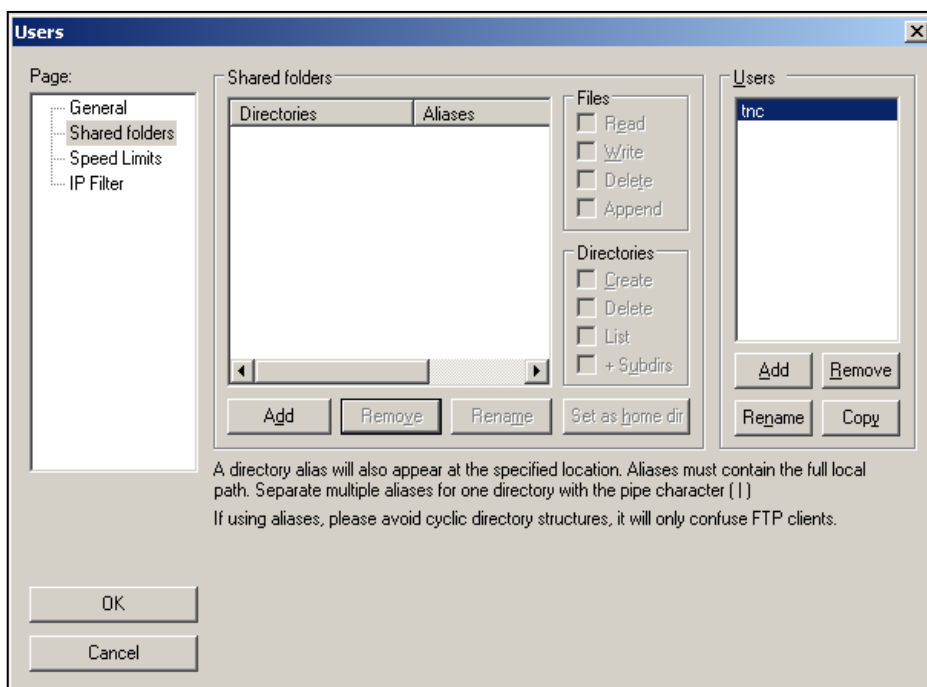 Users
Page:
General
Shared folders
Speed Limits
IP Filter
Shared folders
Directories Aliases
Files
Read
Write
Delete
Append
Directories
Create
Delete
List
+ Subdirs
Add Remove Rename Set as home dir
Users
tnc
Add Remove
Rename Copy
A directory alias will also appear at the specified location. Aliases must contain the full local
path. Separate multiple aliases for one directory with the pipe character ( | )
If using aliases, please avoid cyclic directory structures, it will only confuse FTP clients.
OK
Cancel